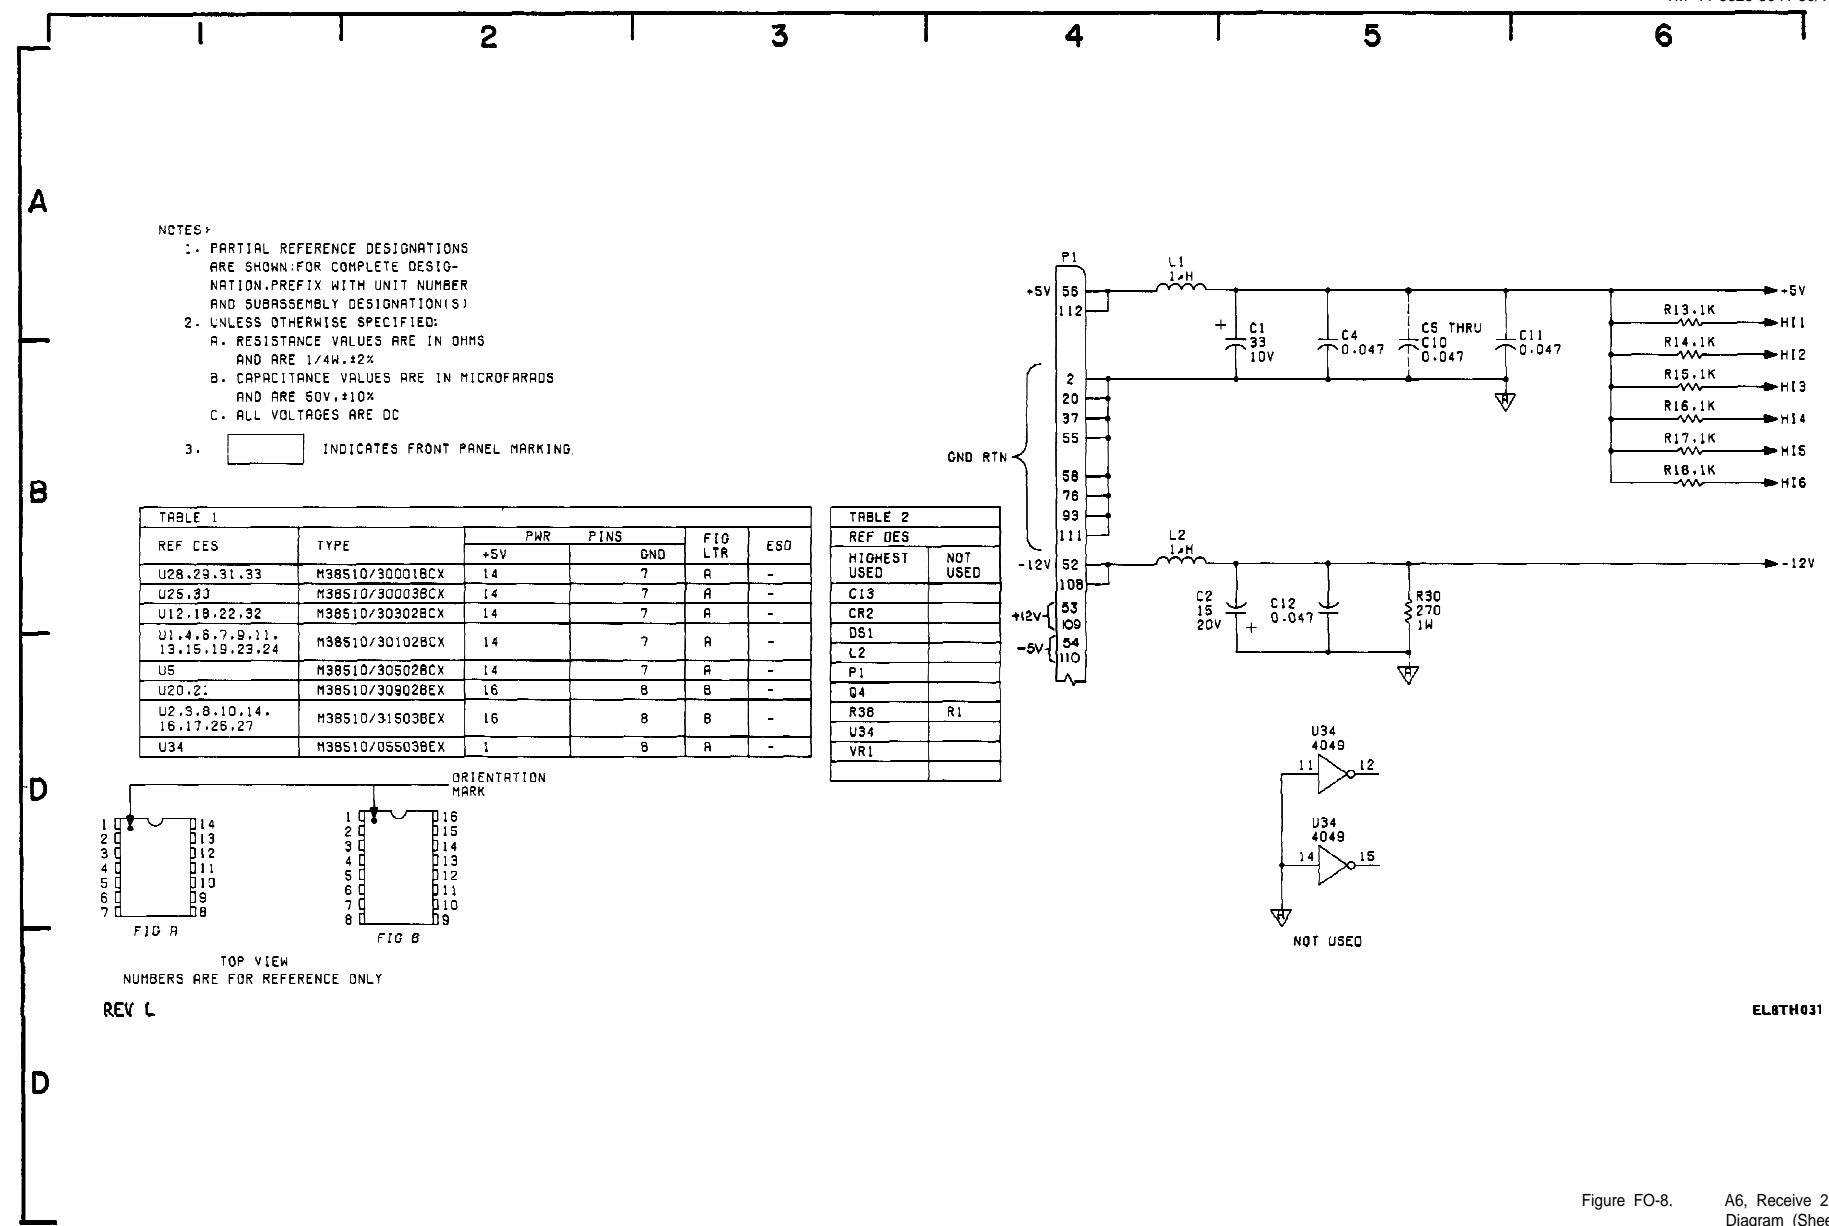 1 2 3 4 5 6
A
B
D
D
NOTES:
1. PARTIAL REFERENCE DESIGNATIONS
ARE SHOWN:FOR COMPLETE DESIG-
NATION.PREFIX WITH UNIT NUMBER
AND SUBASSEMBLY DESIGNATION(S)
2. UNLESS OTHERWISE SPECIFIED:
A. RESISTANCE VALUES ARE IN OHMS
AND ARE 1/4W.±2%
B. CAPACITANCE VALUES ARE IN MICROFARADS
AND ARE 50V.±10%
C. ALL VOLTAGES ARE DC
3. INDICATES FRONT PANEL MARKING.
TABLE 1
REF DES TYPE PWR PINS FIG LTR ESD
+5V GND
U28.29.31.33 M38510/30001BCX 14 7 A -
U25.30 M38510/30003BCX 14 7 A -
U12.18.22.32 M38510/30302BCX 14 7 A -
U1.4.6.7.9.11.
13.15.19.23.24 M38510/30102BCX 14 7 A -
U5 M38510/30502BCX 14 7 A -
U20.21 M38510/30902BEX 16 8 B -
U2.3.8.10.14.
16.17.26.27 M38510/31503BEX 16 8 B -
U34 M38510/05503BEX 1 8 A -
TABLE 2
REF DES
HIGHEST USED NOT USED
C13
CR2
DS1
L2
P1
Q4
R38 R1
U34
VR1
ORIENTATION
MARK
1 14
2 13
3 12
4 11
5 10
6 9
7 8
FIG A
1 16
2 15
3 14
4 13
5 12
6 11
7 10
8 9
FIG B
TOP VIEW
NUMBERS ARE FOR REFERENCE ONLY
REV L
P1
+5V 56
112
GND RTN
2
20
37
55
58
76
93
111
-12V 52
108
+12V 53
109
-5V 54
110
L1
1µH
+5V
C1
33
10V
+
C4
0.047
C5 THRU
C10
0.047
C11
0.047
A
R13.1K HI1
R14.1K HI2
R15.1K HI3
R16.1K HI4
R17.1K HI5
R18.1K HI6
L2
1µH
-12V
C2
15
20V
+
C12
0.047
R30
270
1W
A
U34
4049
11 12
U34
4049
14 15
A
NOT USED
EL8TH031
Figure FO-8. A6, Receive 2
Diagram (Shee